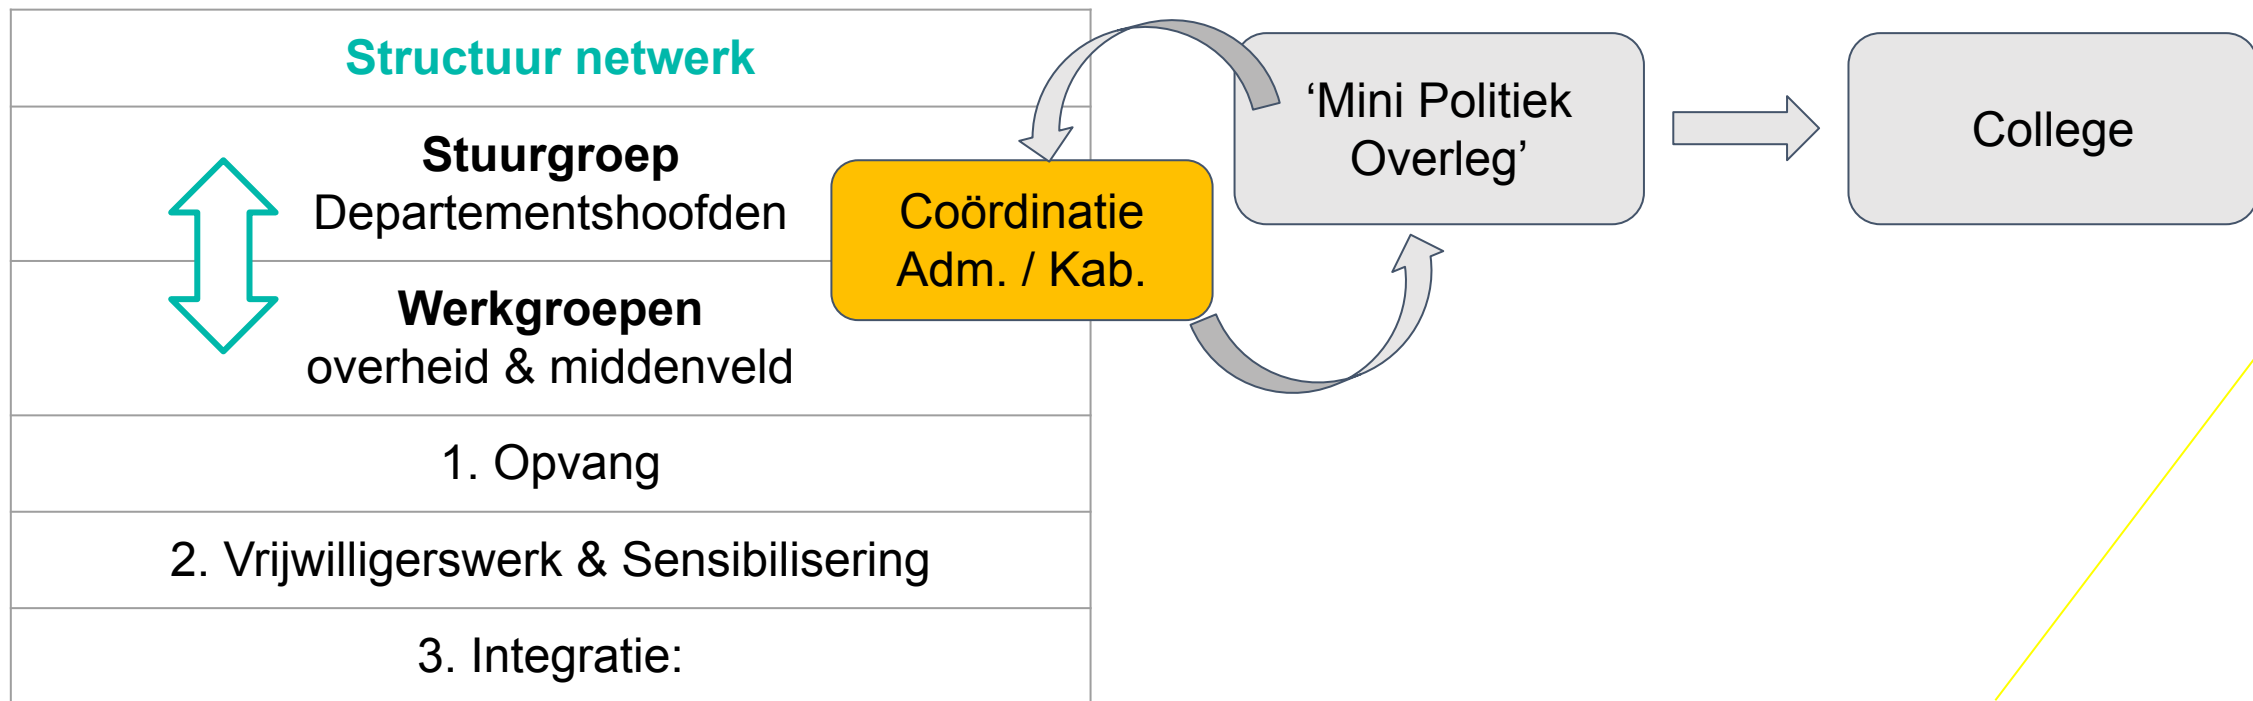 Structuur netwerk
Stuurgroep
Departementshoofden
Werkgroepen
overheid & middenveld
1. Opvang
2. Vrijwilligerswerk & Sensibilisering
3. Integratie:
Coördinatie
Adm. / Kab.
‘Mini Politiek
Overleg’
College